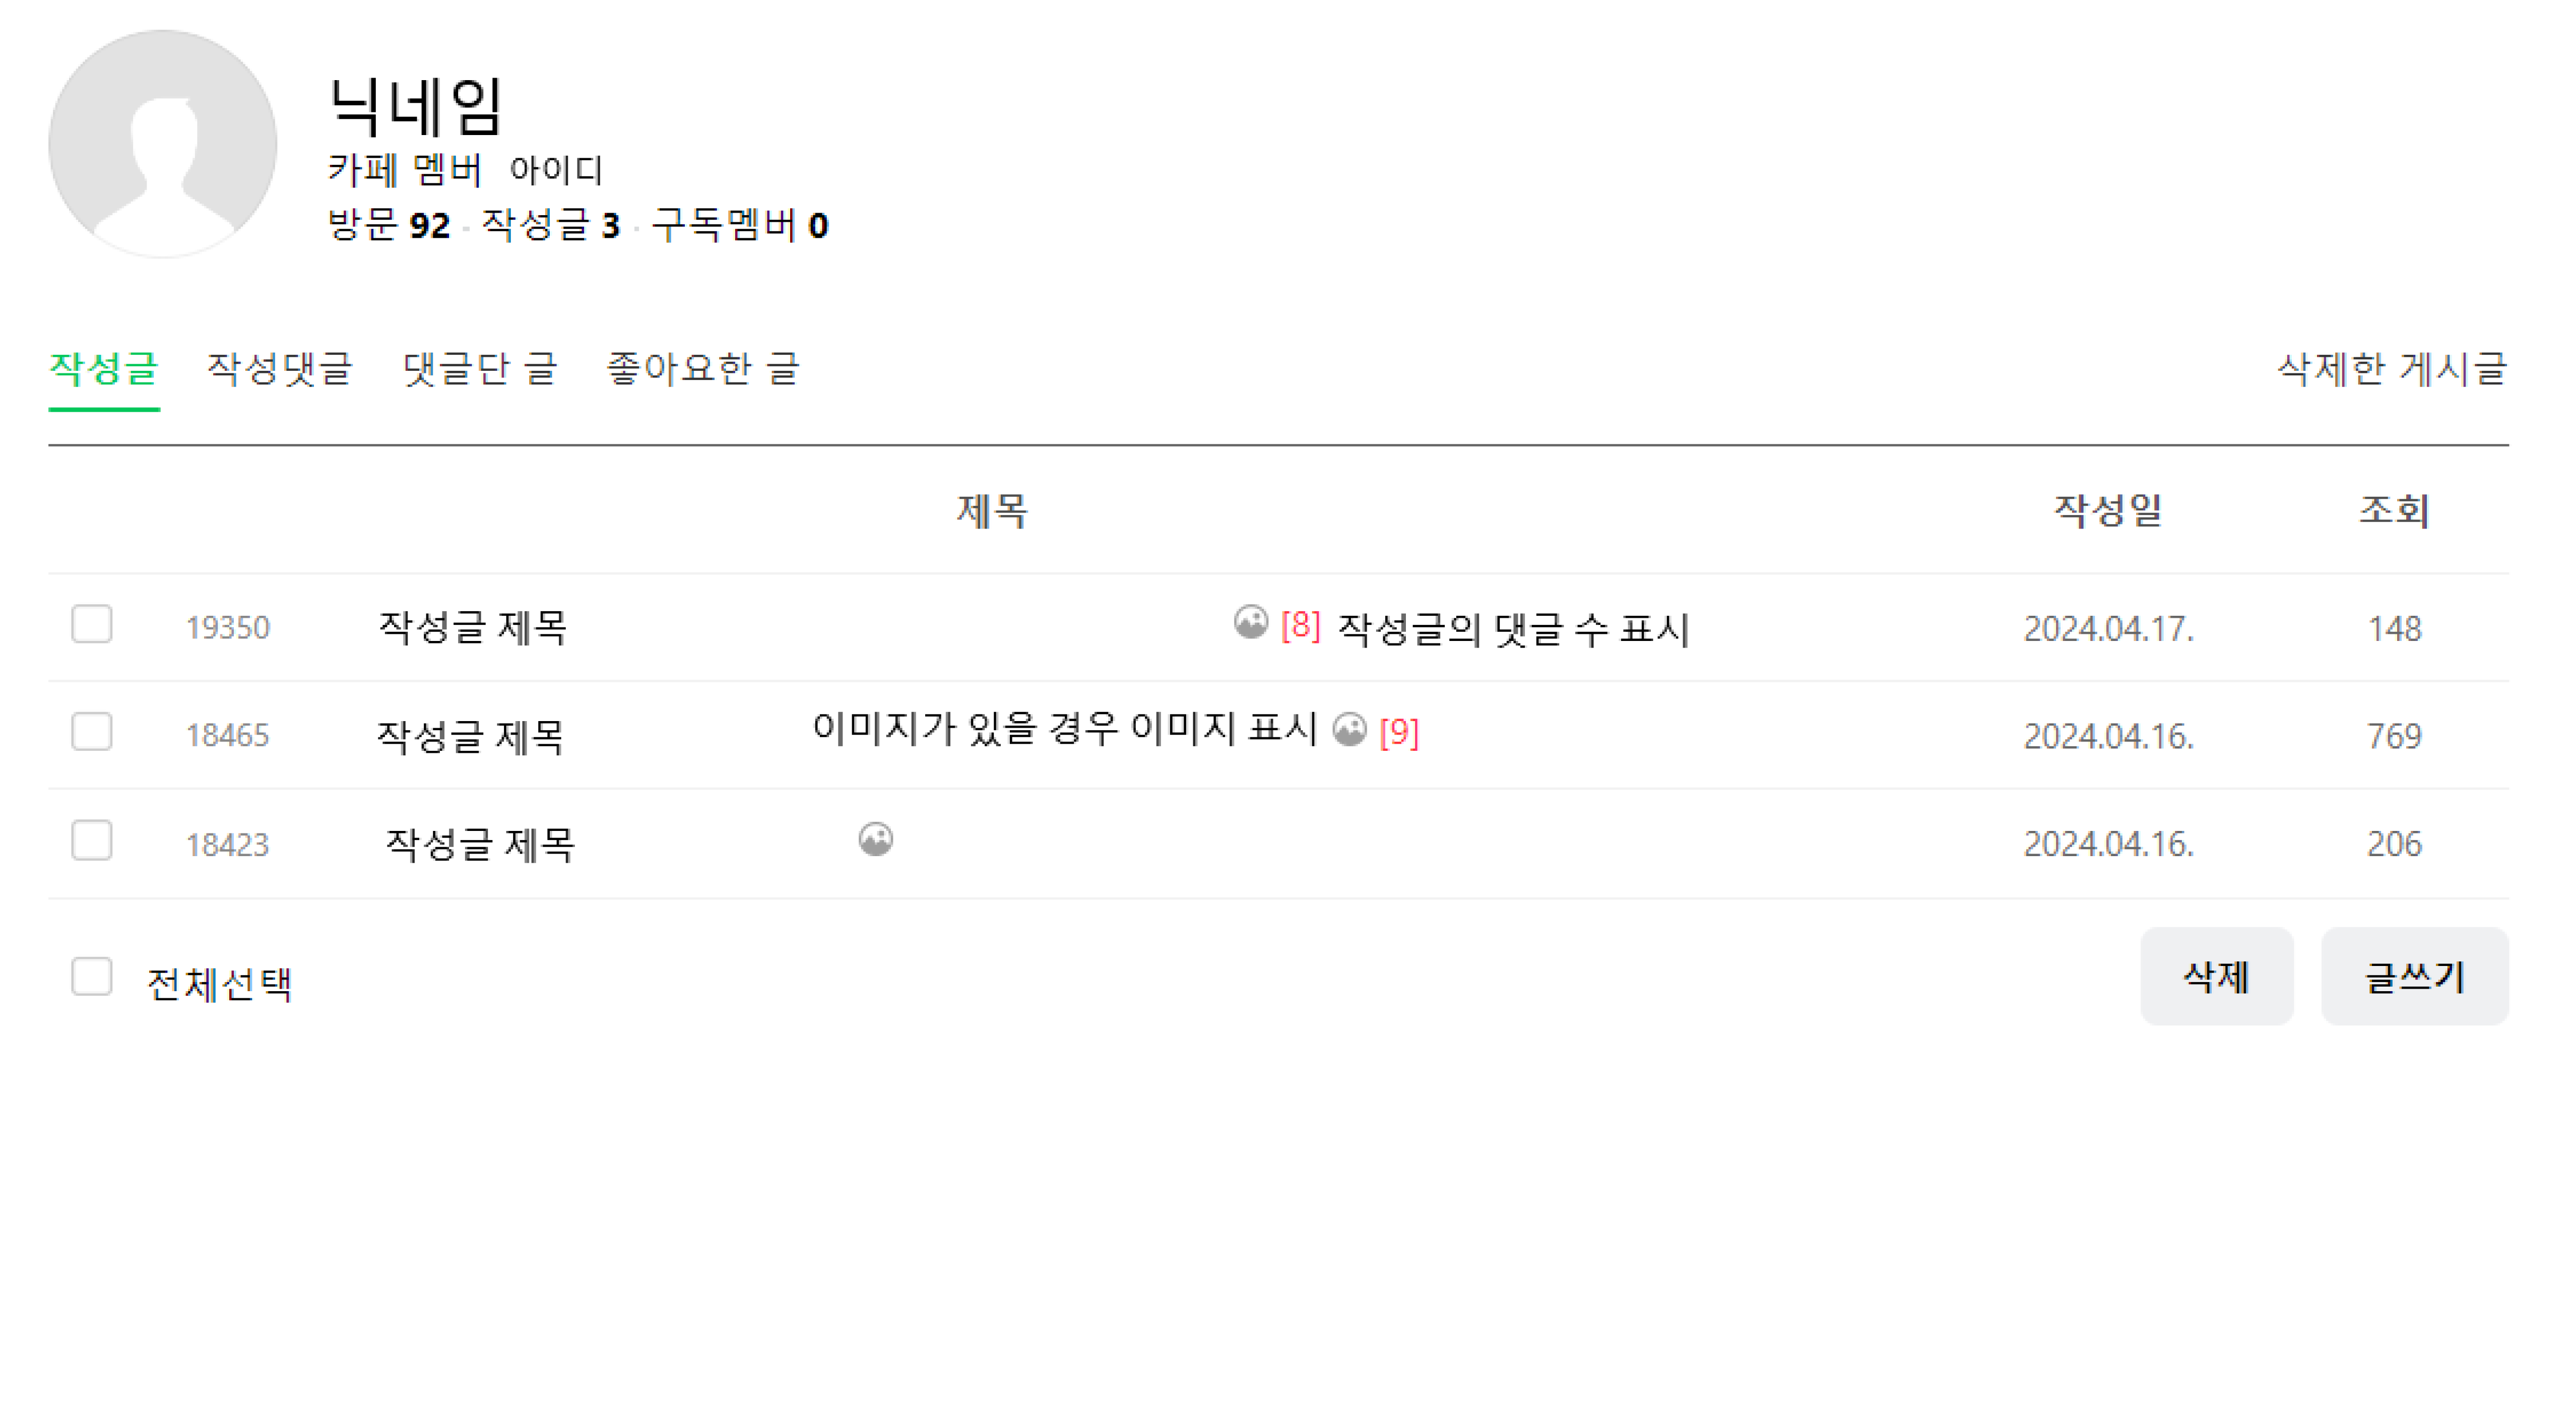 닉네임
카페 멤버 아이디
방문 92 · 작성글 3 · 구독멤버 0
작성글 작성댓글 댓글단 글 좋아요한 글 삭제한 게시글
제목 작성일 조회
19350 작성글 제목 [8] 작성글의 댓글 수 표시 2024.04.17. 148
18465 작성글 제목 이미지가 있을 경우 이미지 표시 [9] 2024.04.16. 769
18423 작성글 제목 2024.04.16. 206
전체선택 삭제 글쓰기